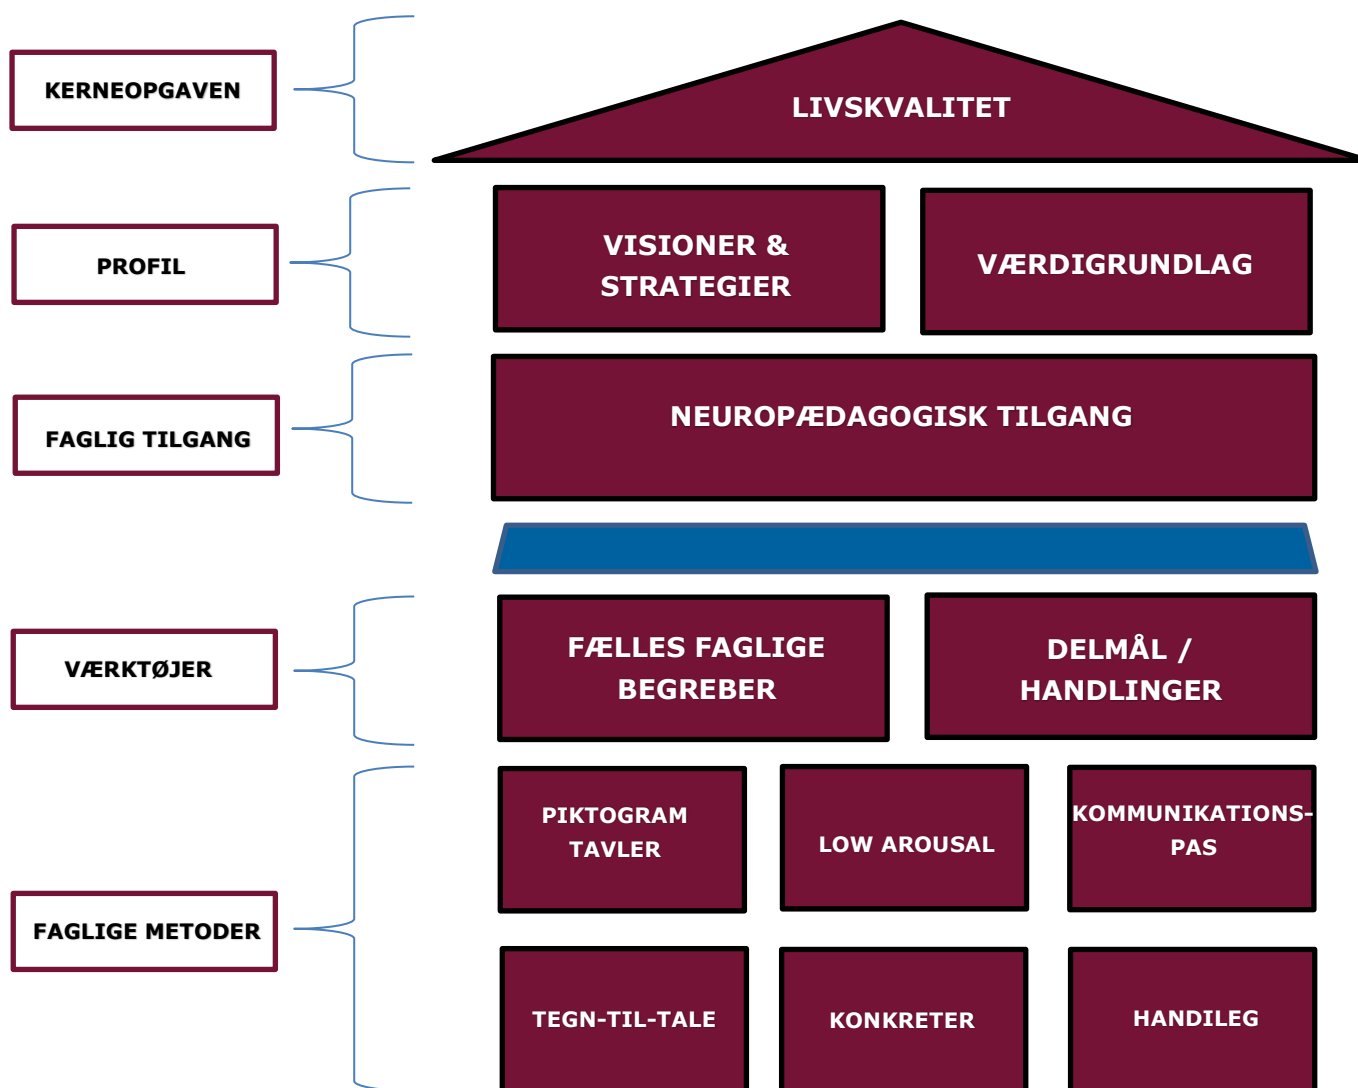 KERNEOPGAVEN
LIVSKVALITET
PROFIL
VISIONER &
STRATEGIER
VÆRDIGRUNDLAG
FAGLIG TILGANG
NEUROPÆDAGOGISK TILGANG
VÆRKTØJER
FÆLLES FAGLIGE
BEGREBER
DELMÅL /
HANDLINGER
FAGLIGE METODER
PIKTOGRAM
TAVLER
LOW AROUSAL
KOMMUNIKATIONS-
PAS
TEGN-TIL-TALE
KONKRETER
HANDILEG